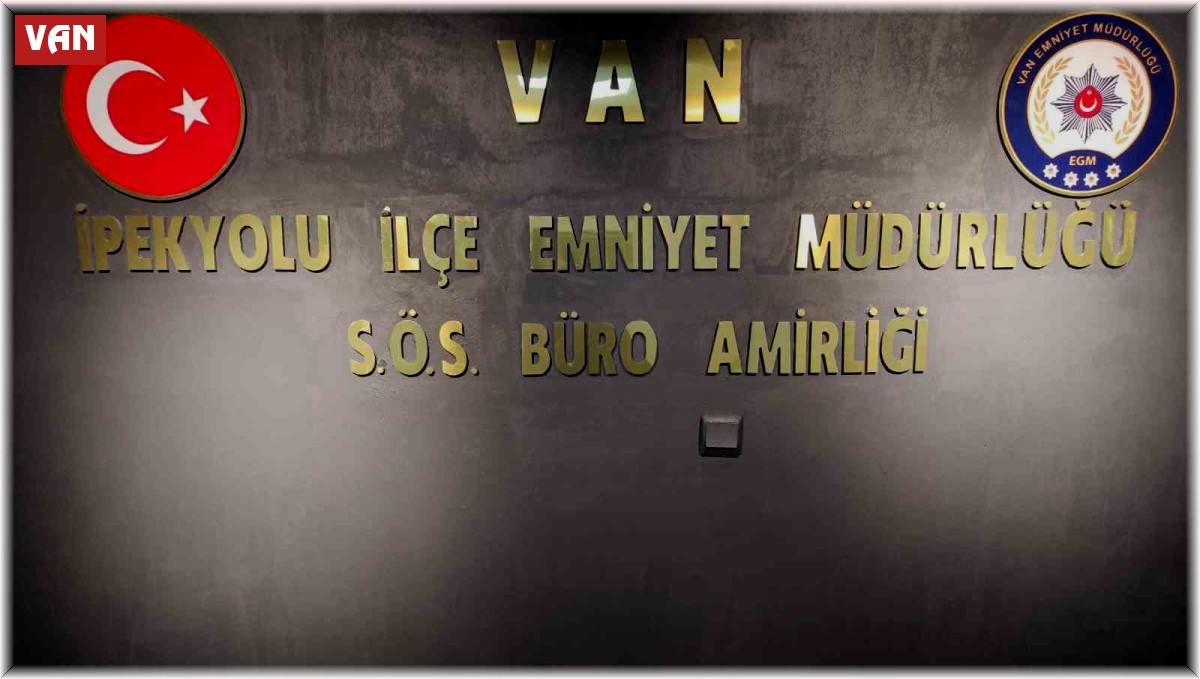 VAN
VAN
VAN EMNİYET MÜDÜRLÜĞÜ
EGM
İPEKYOLU İLÇE EMNİYET MÜDÜRLÜĞÜ
S.Ö.S. BÜRO AMİRLİĞİ